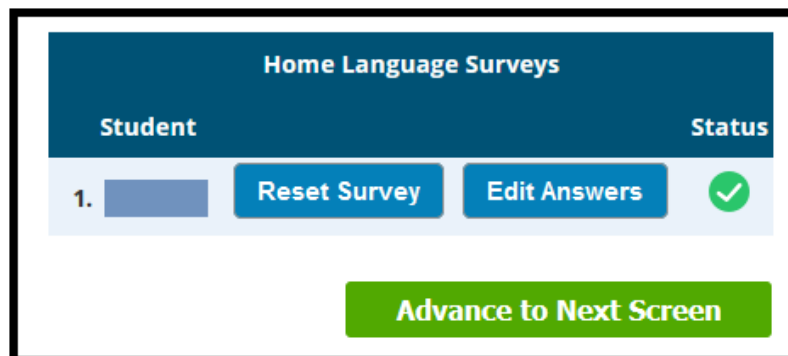 Home Language Surveys
Student Status
1. Reset Survey Edit Answers
Advance to Next Screen